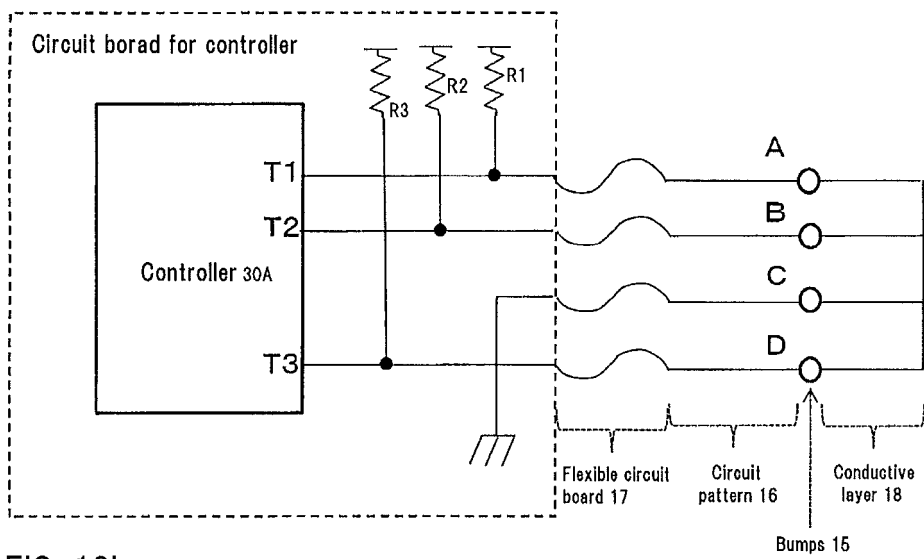 Circuit borad for controller
R1
R2
R3
T1
T2
Controller 30A
T3
A
B
C
D
Flexible circuit
board 17
Circuit
pattern 16
Conductive
layer 18
Bumps 15